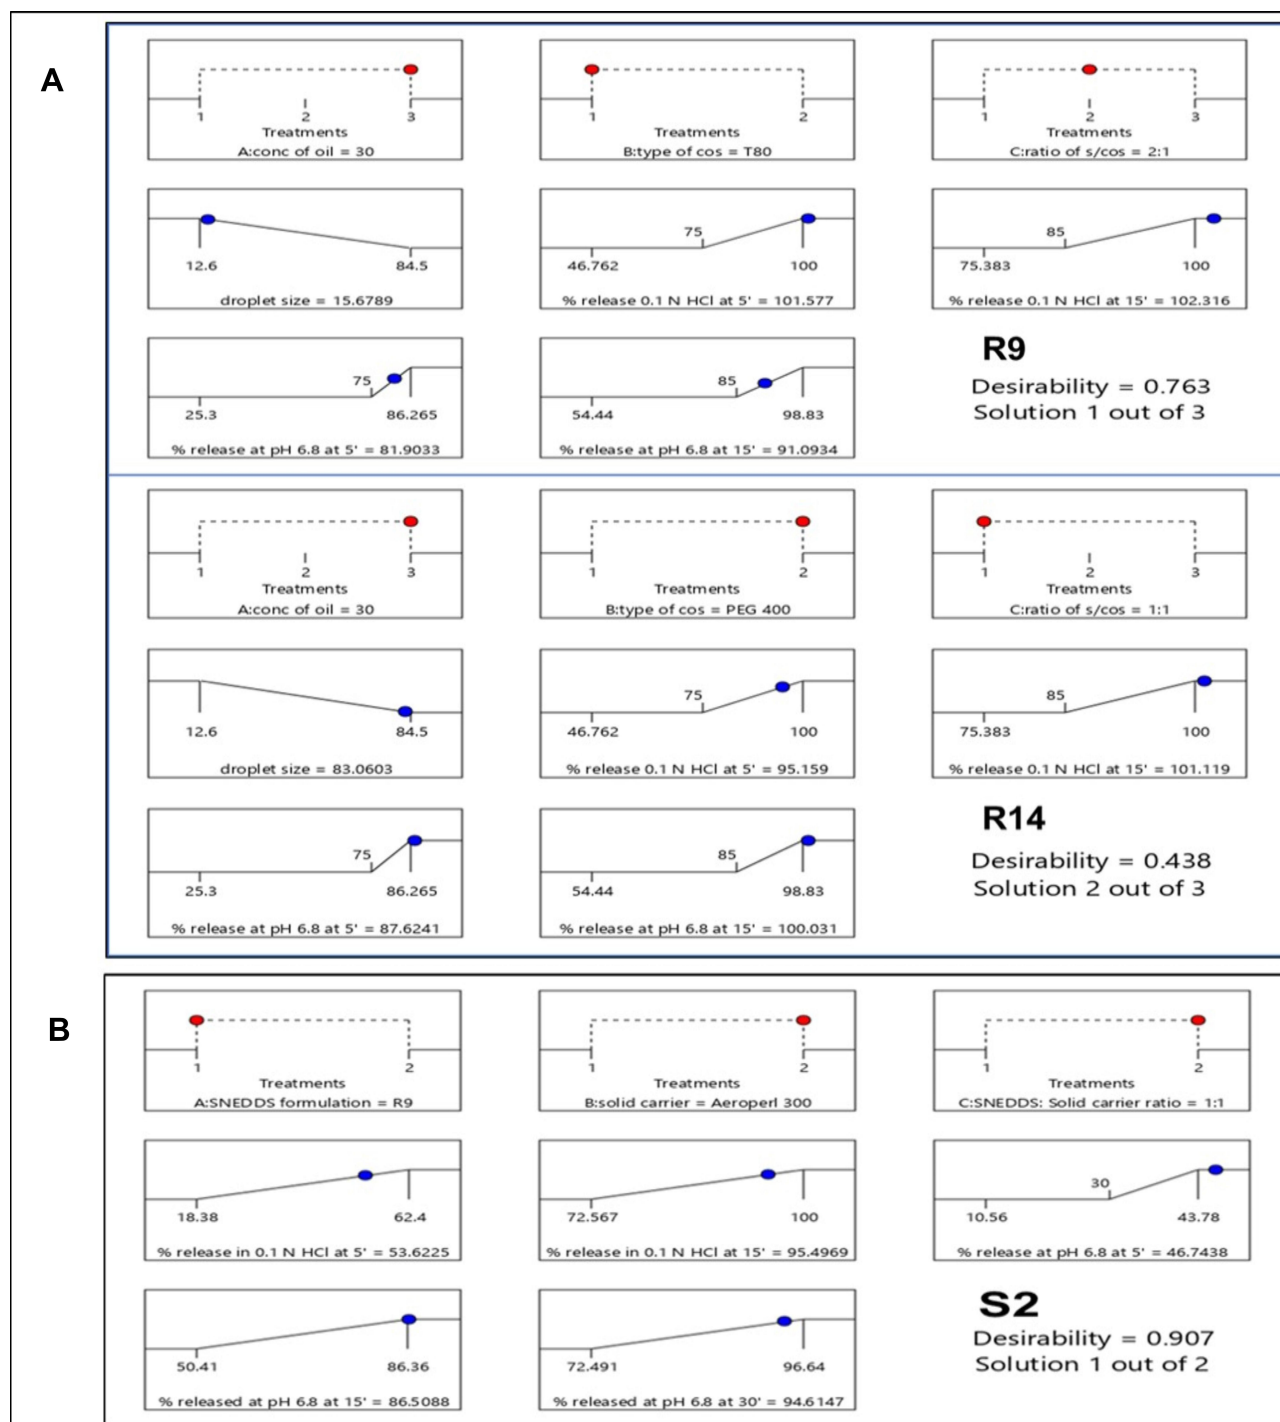 A
1 2 3
Treatments
A:conc of oil = 30
1 2
Treatments
B:type of cos = T80
1 2 3
Treatments
C:ratio of s/cos = 2:1
12.6 84.5
droplet size = 15.6789
75
46.762 100
% release 0.1 N HCl at 5' = 101.577
85
75.383 100
% release 0.1 N HCl at 15' = 102.316
75
25.3 86.265
% release at pH 6.8 at 5' = 81.9033
85
54.44 98.83
% release at pH 6.8 at 15' = 91.0934
R9
Desirability = 0.763
Solution 1 out of 3
1 2 3
Treatments
A:conc of oil = 30
1 2
Treatments
B:type of cos = PEG 400
1 2 3
Treatments
C:ratio of s/cos = 1:1
12.6 84.5
droplet size = 83.0603
75
46.762 100
% release 0.1 N HCl at 5' = 95.159
85
75.383 100
% release 0.1 N HCl at 15' = 101.119
75
25.3 86.265
% release at pH 6.8 at 5' = 87.6241
85
54.44 98.83
% release at pH 6.8 at 15' = 100.031
R14
Desirability = 0.438
Solution 2 out of 3
B
1 2
Treatments
A:SNEDDS formulation = R9
1 2
Treatments
B:solid carrier = Aeroperl 300
1 2
Treatments
C:SNEDDS: Solid carrier ratio = 1:1
18.38 62.4
% release in 0.1 N HCl at 5' = 53.6225
72.567 100
% release in 0.1 N HCl at 15' = 95.4969
30
10.56 43.78
% release at pH 6.8 at 5' = 46.7438
50.41 86.36
% released at pH 6.8 at 15' = 86.5088
72.491 96.64
% released at pH 6.8 at 30' = 94.6147
S2
Desirability = 0.907
Solution 1 out of 2